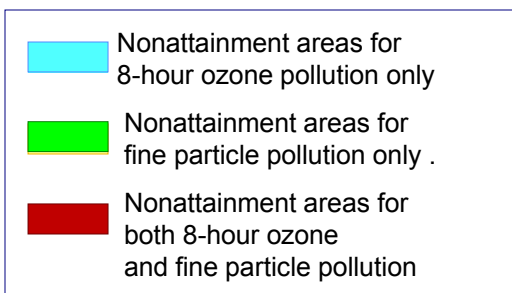 Nonattainment areas for
8-hour ozone pollution only
Nonattainment areas for
fine particle pollution only .
Nonattainment areas for
both 8-hour ozone
and fine particle pollution